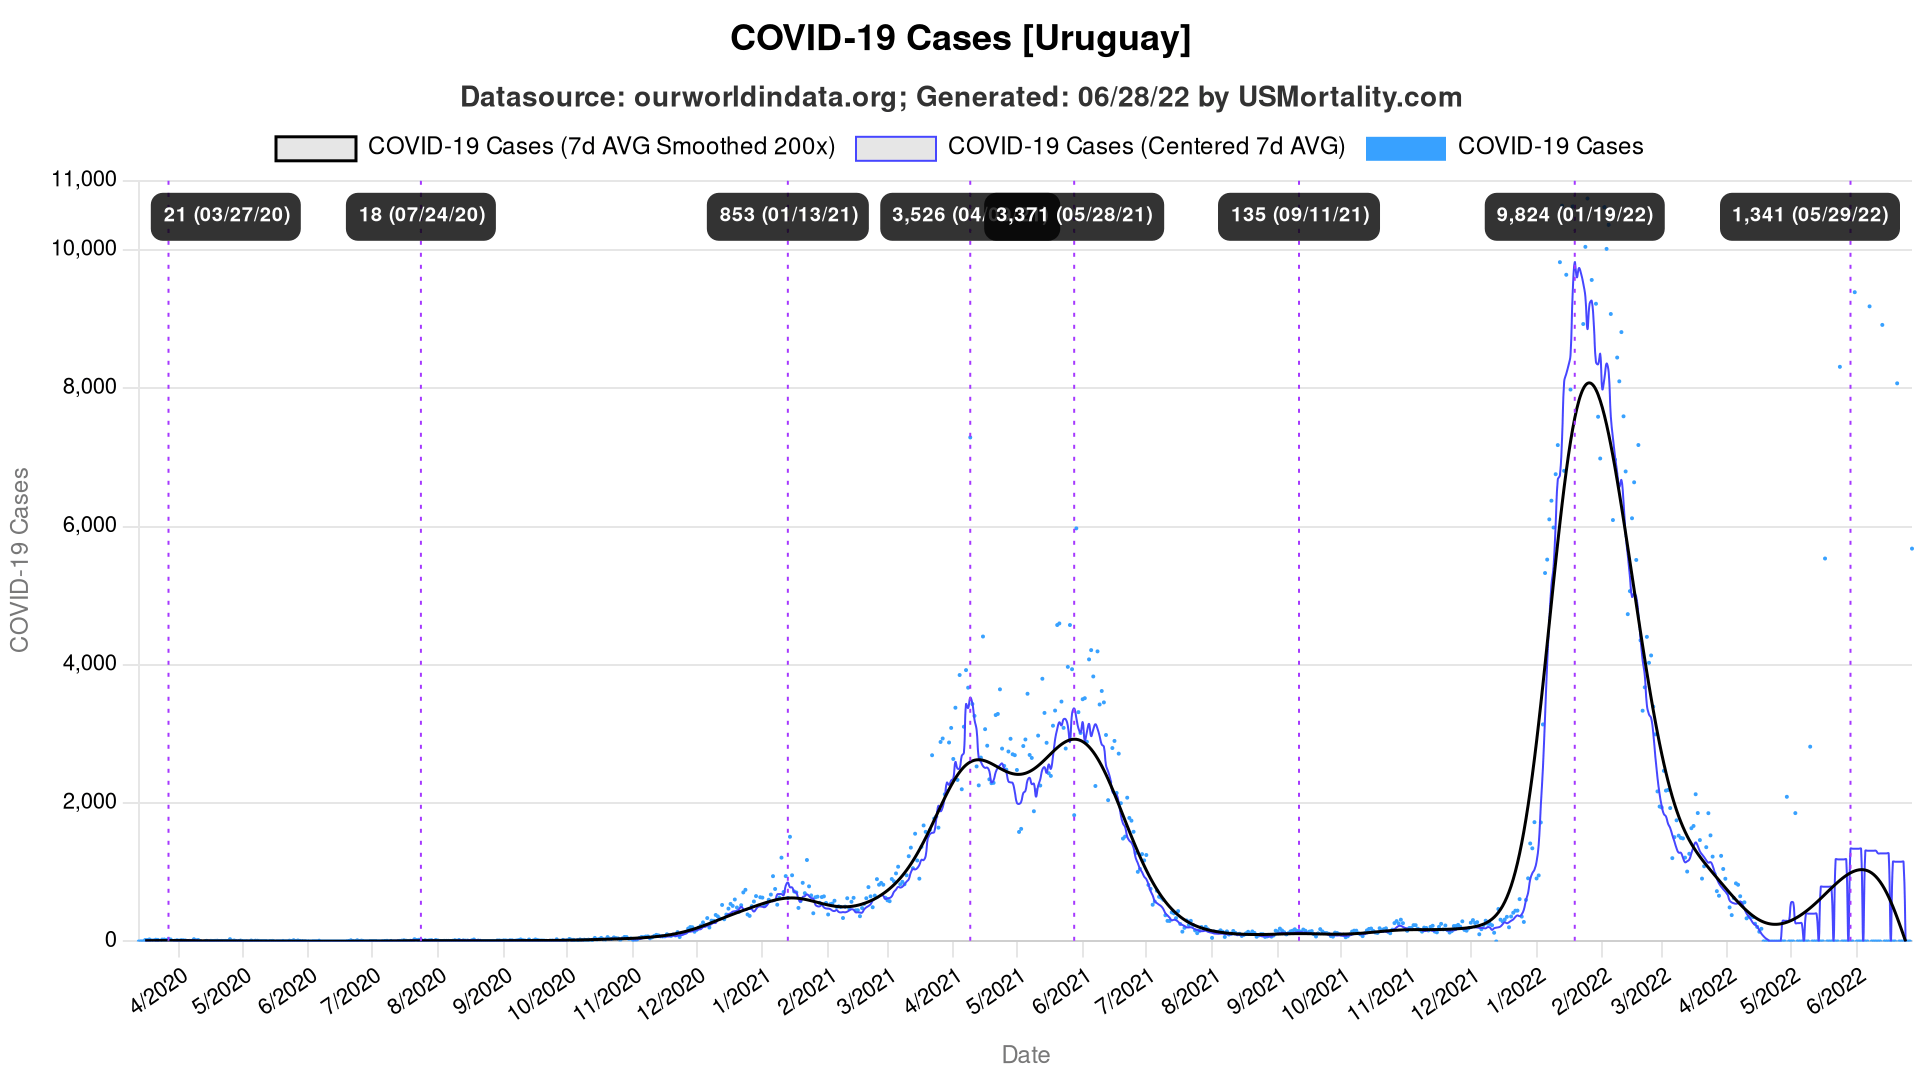 COVID-19 Cases [Uruguay]
Datasource: ourworldindata.org; Generated: 06/28/22 by USMortality.com
COVID-19 Cases (7d AVG Smoothed 200x) COVID-19 Cases (Centered 7d AVG) COVID-19 Cases
11,000
21 (03/27/20) 18 (07/24/20) 853 (01/13/21) 3,526 (04/ 3,371 (05/28/21) 135 (09/11/21) 9,824 (01/19/22) 1,341 (05/29/22)
10,000
8,000
6,000
4,000
2,000
0
COVID-19 Cases
4/2020 5/2020 6/2020 7/2020 8/2020 9/2020 10/2020 11/2020 12/2020 1/2021 2/2021 3/2021 4/2021 5/2021 6/2021 7/2021 8/2021 9/2021 10/2021 11/2021 12/2021 1/2022 2/2022 3/2022 4/2022 5/2022 6/2022
Date